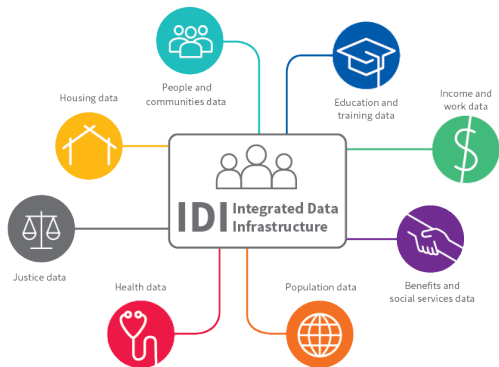 People and
communities data
Education and
training data
Housing data
Income and
work data
IDI Integrated Data
Infrastructure
Justice data
Benefits and
social services data
Health data
Population data